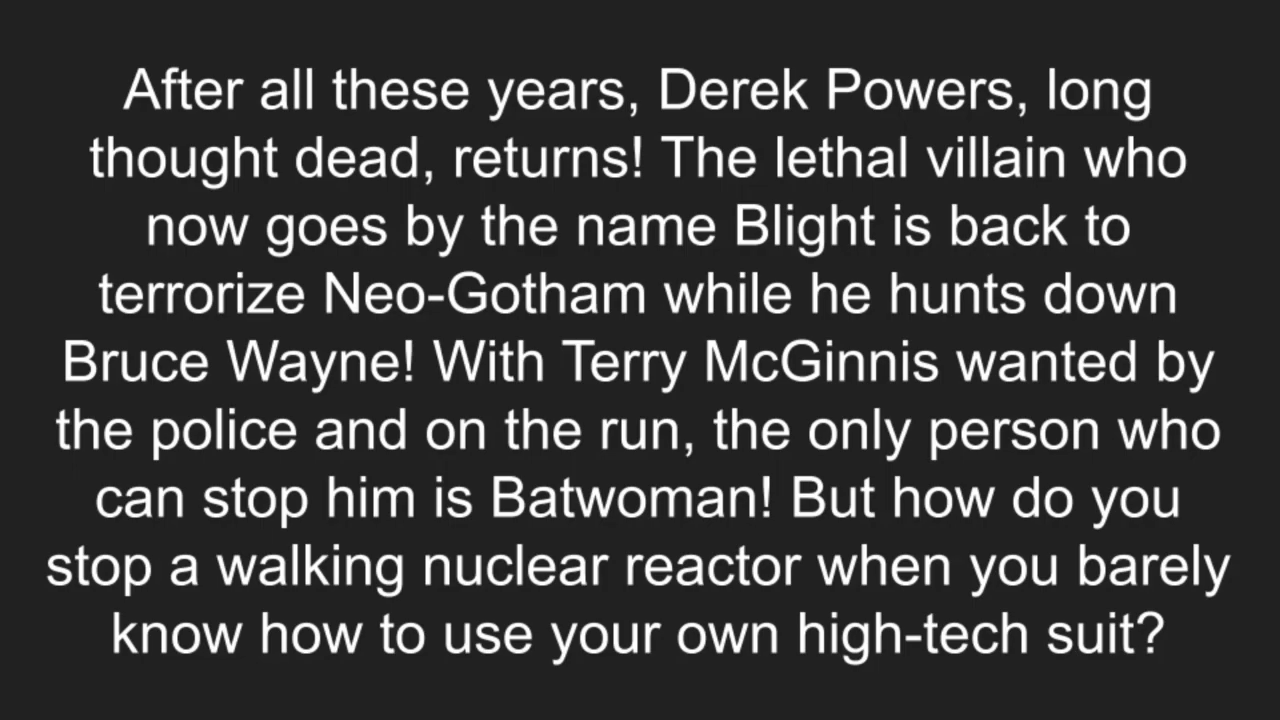 After all these years, Derek Powers, long
thought dead, returns! The lethal villain who
now goes by the name Blight is back to
terrorize Neo-Gotham while he hunts down
Bruce Wayne! With Terry McGinnis wanted by
the police and on the run, the only person who
can stop him is Batwoman! But how do you
stop a walking nuclear reactor when you barely
know how to use your own high-tech suit?